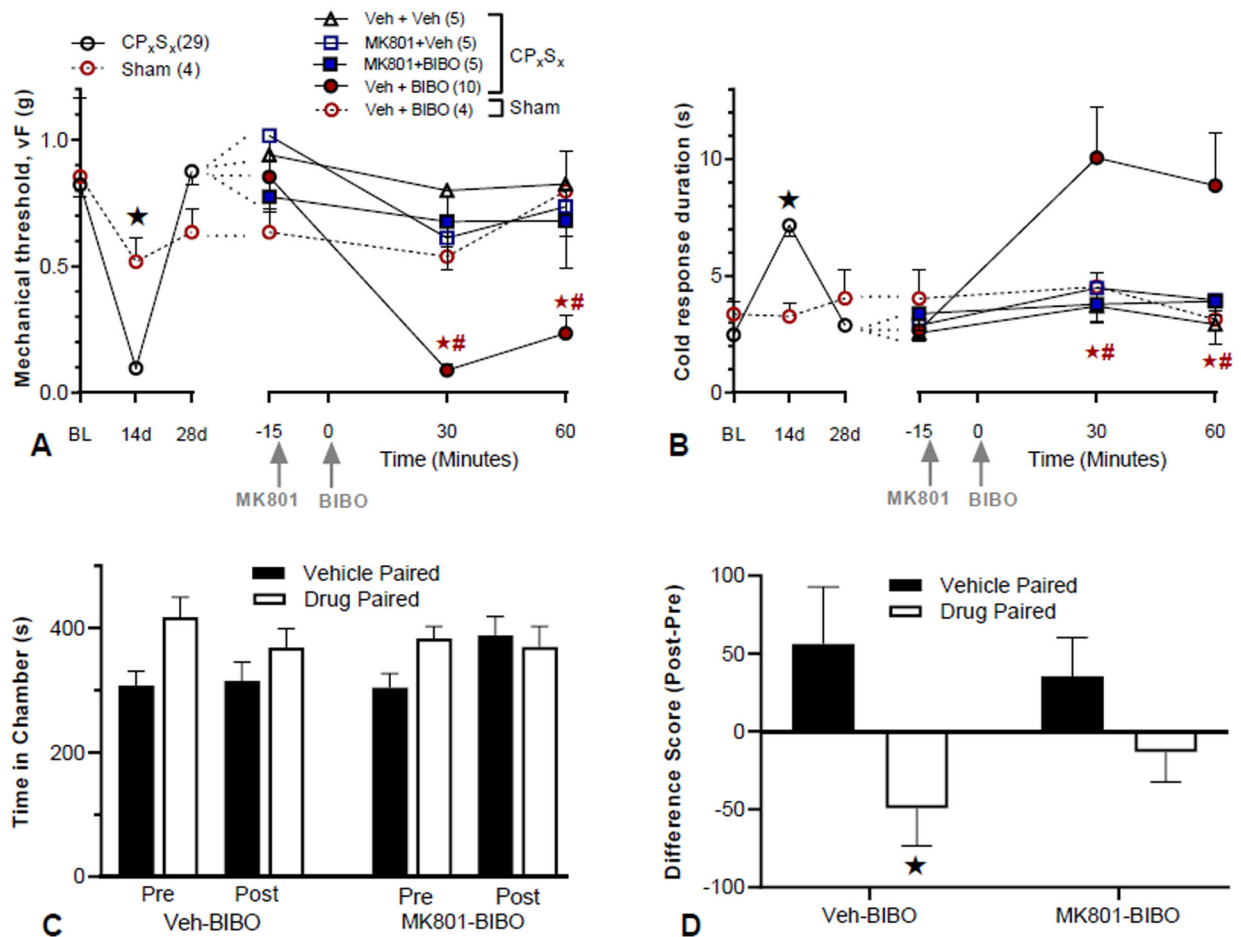 CPxSx(29)
Sham (4)
Veh + Veh (5)
MK801+Veh (5)
MK801+BIBO (5)
Veh + BIBO (10)
Veh + BIBO (4)
CPxSx
Sham
Mechanical threshold, vF (g)
1.0
0.5
0.0
★
★#
★#
BL 14d 28d -15 0 30 60
Time (Minutes)
MK801 BIBO
A
Cold response duration (s)
10
5
0
★
★#
★#
BL 14d 28d -15 0 30 60
Time (Minutes)
MK801 BIBO
B
Vehicle Paired
Drug Paired
Time in Chamber (s)
400
200
0
Pre Post Pre Post
Veh-BIBO MK801-BIBO
C
Vehicle Paired
Drug Paired
Difference Score (Post-Pre)
100
50
0
-50
-100
★
Veh-BIBO MK801-BIBO
D